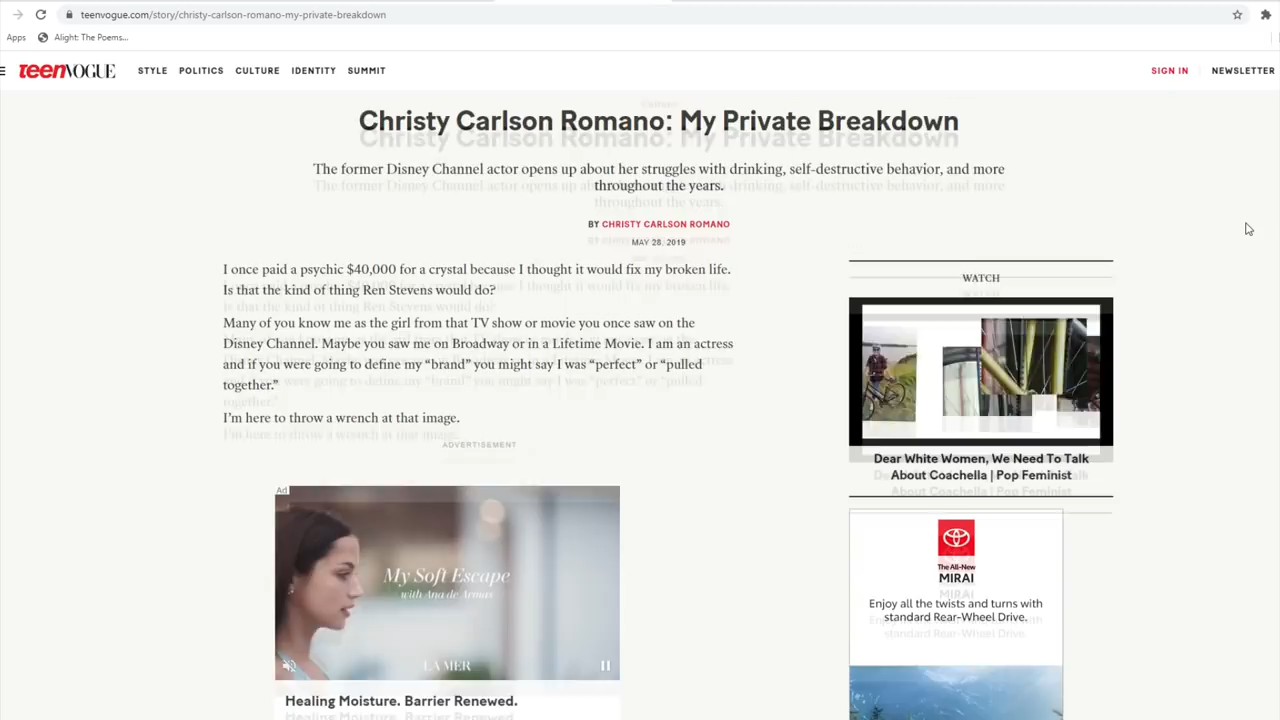 teenvogue.com/story/christy-carlson-romano-my-private-breakdown
Apps Alight: The Poems...
teenVOGUE STYLE POLITICS CULTURE IDENTITY SUMMIT SIGN IN NEWSLETTER
Christy Carlson Romano: My Private Breakdown
The former Disney Channel actor opens up about her struggles with drinking, self-destructive behavior, and more
throughout the years.
BY CHRISTY CARLSON ROMANO
MAY 28, 2019
I once paid a psychic $40,000 for a crystal because I thought it would fix my broken life.
Is that the kind of thing Ren Stevens would do?
Many of you know me as the girl from that TV show or movie you once saw on the
Disney Channel. Maybe you saw me on Broadway or in a Lifetime Movie. I am an actress
and if you were going to define my “brand” you might say I was “perfect” or “pulled
together.”
I’m here to throw a wrench at that image.
ADVERTISEMENT
Ad
My Soft Escape
with Ana de Armas
LA MER
Healing Moisture. Barrier Renewed.
WATCH
Dear White Women, We Need To Talk
About Coachella | Pop Feminist
The All-New
MIRAI
Enjoy all the twists and turns with
standard Rear-Wheel Drive.